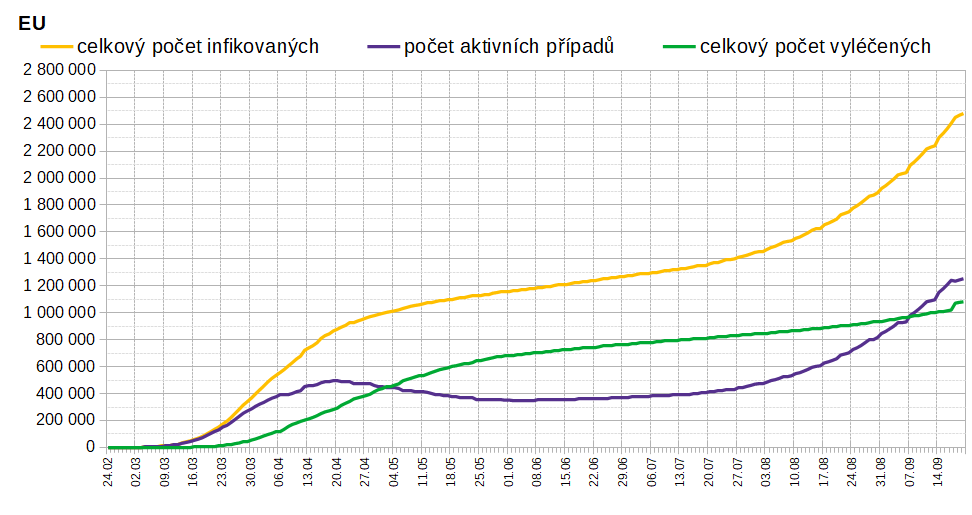 EU
celkový počet infikovaných
počet aktivních případů
celkový počet vyléčených
2 800 000
2 600 000
2 400 000
2 200 000
2 000 000
1 800 000
1 600 000
1 400 000
1 200 000
1 000 000
800 000
600 000
400 000
200 000
0
24.02
02.03
09.03
16.03
23.03
30.03
06.04
13.04
20.04
27.04
04.05
11.05
18.05
25.05
01.06
08.06
15.06
22.06
29.06
06.07
13.07
20.07
27.07
03.08
10.08
17.08
24.08
31.08
07.09
14.09